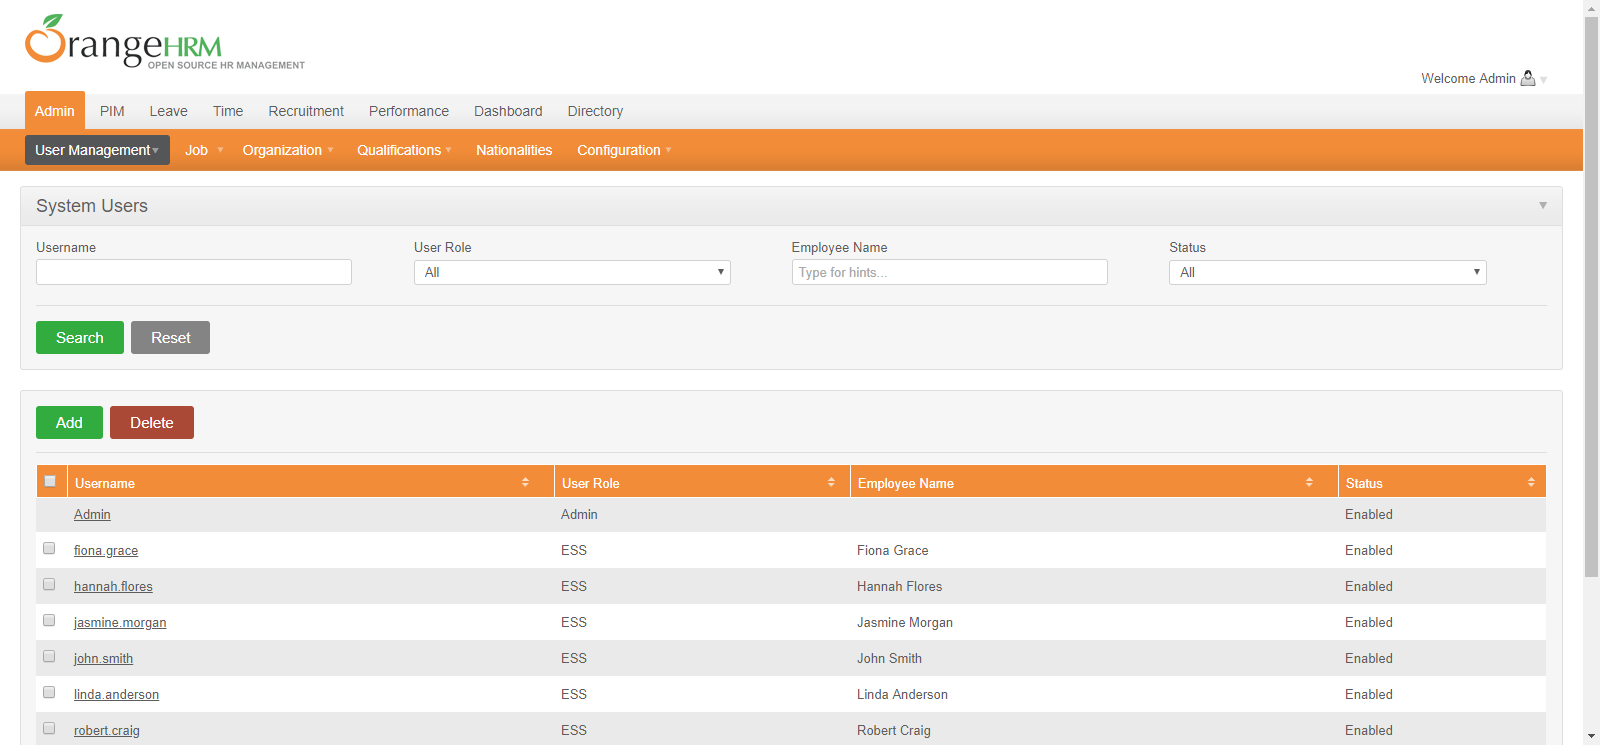 OrangeHRM
OPEN SOURCE HR MANAGEMENT
Welcome Admin
Admin PIM Leave Time Recruitment Performance Dashboard Directory
User Management Job Organization Qualifications Nationalities Configuration
System Users
Username User Role Employee Name Status
All Type for hints... All
Search Reset
Add Delete
Username User Role Employee Name Status
Admin Admin Enabled
fiona.grace ESS Fiona Grace Enabled
hannah.flores ESS Hannah Flores Enabled
jasmine.morgan ESS Jasmine Morgan Enabled
john.smith ESS John Smith Enabled
linda.anderson ESS Linda Anderson Enabled
robert.craig ESS Robert Craig Enabled